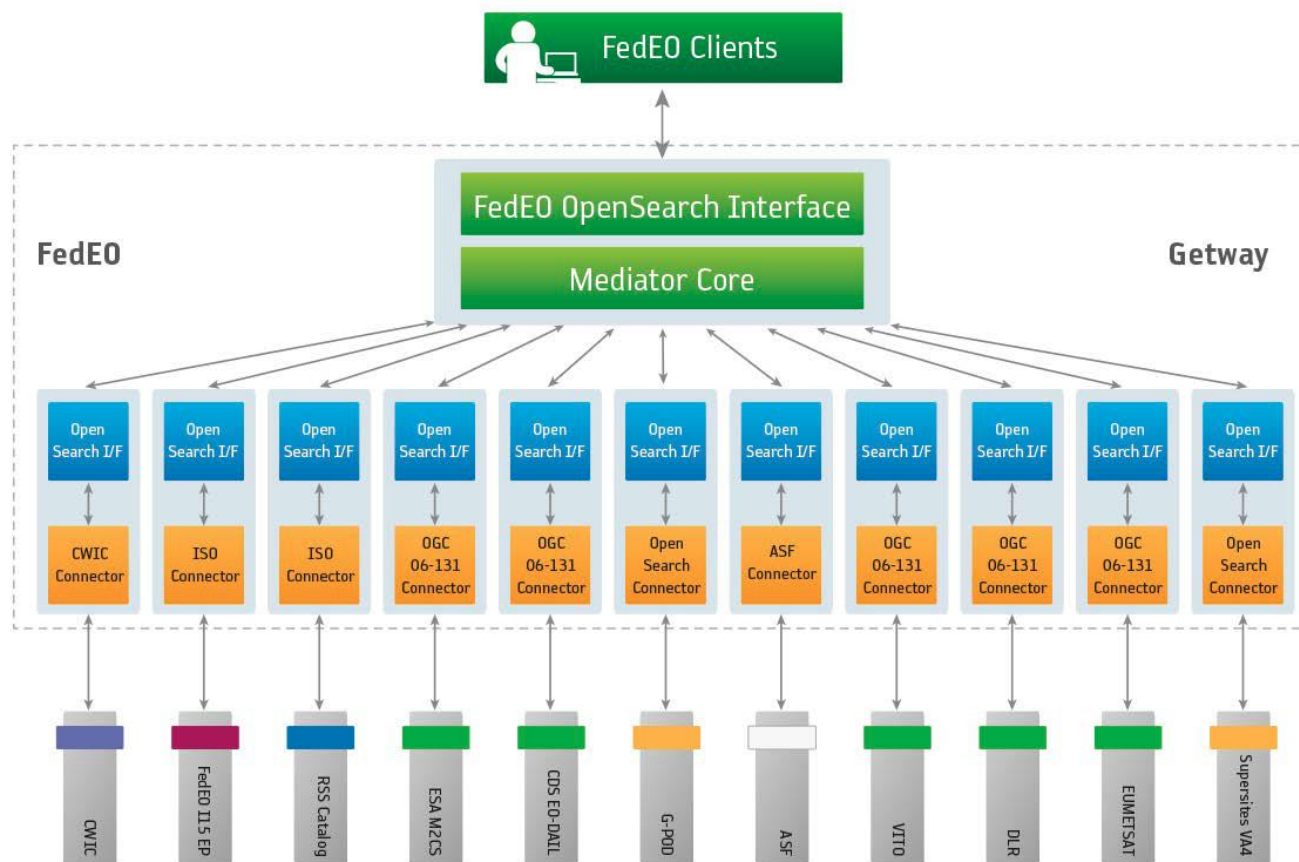 FedEO Clients
FedEO OpenSearch Interface
FedEO
Getway
Mediator Core
Open
Search I/F
Open
Search I/F
Open
Search I/F
Open
Search I/F
Open
Search I/F
Open
Search I/F
Open
Search I/F
Open
Search I/F
Open
Search I/F
Open
Search I/F
Open
Search I/F
CWIC
Connector
ISO
Connector
ISO
Connector
OGC
06-131
Connector
OGC
06-131
Connector
Open
Search
Connector
ASF
Connector
OGC
06-131
Connector
OGC
06-131
Connector
OGC
06-131
Connector
Open
Search
Connector
CWIC
FedEO I15 EP
RSS Catalog
ESA M2CS
CDS EO-DAIL
G-POD
ASF
VITO
DLR
EUMETSAT
Supersites VA4